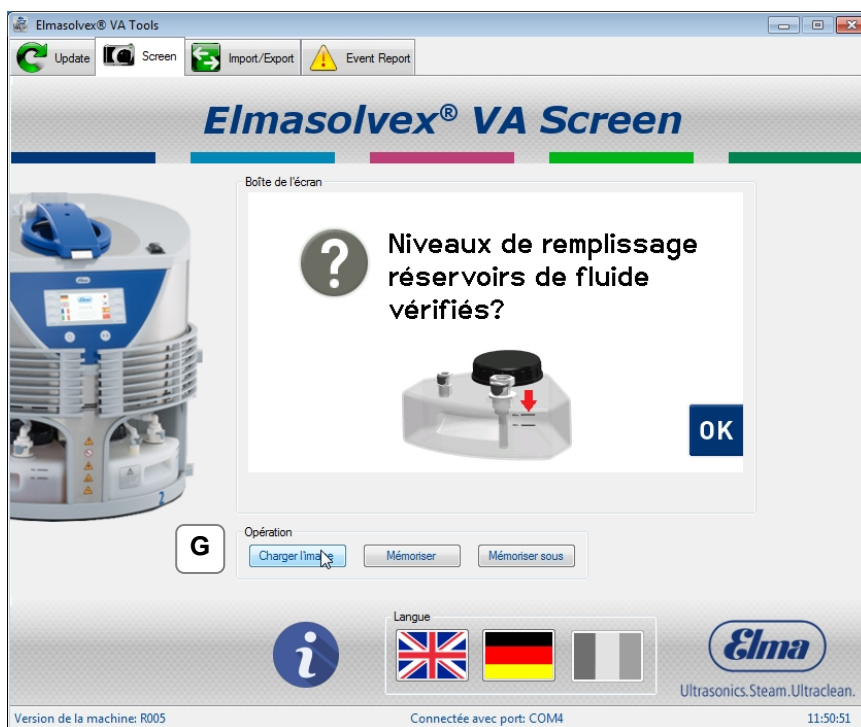 Elmasolvex® VA Tools
Update
Screen
Import/Export
Event Report
Elmasolvex® VA Screen
Boîte de l'écran
Niveaux de remplissage
réservoirs de fluide
vérifiés?
OK
2
G
Opération
Charger l'image
Mémoriser
Mémoriser sous
Langue
i
Elma
Ultrasonics.Steam.Ultraclean.
Version de la machine: R005
Connectée avec port: COM4
11:50:51